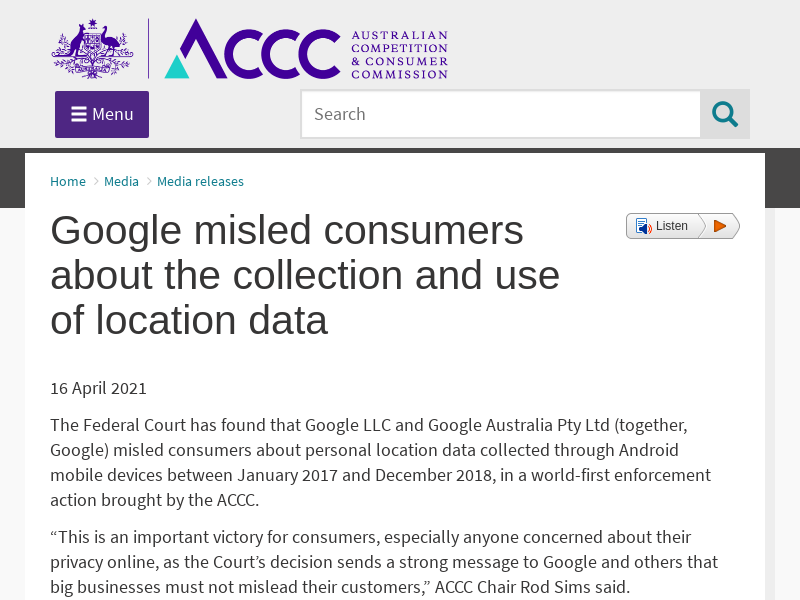 ACCC
AUSTRALIAN
COMPETITION
& CONSUMER
COMMISSION
Menu
Search
Home > Media > Media releases
Google misled consumers
about the collection and use
of location data
Listen
16 April 2021
The Federal Court has found that Google LLC and Google Australia Pty Ltd (together,
Google) misled consumers about personal location data collected through Android
mobile devices between January 2017 and December 2018, in a world-first enforcement
action brought by the ACCC.
“This is an important victory for consumers, especially anyone concerned about their
privacy online, as the Court’s decision sends a strong message to Google and others that
big businesses must not mislead their customers,” ACCC Chair Rod Sims said.